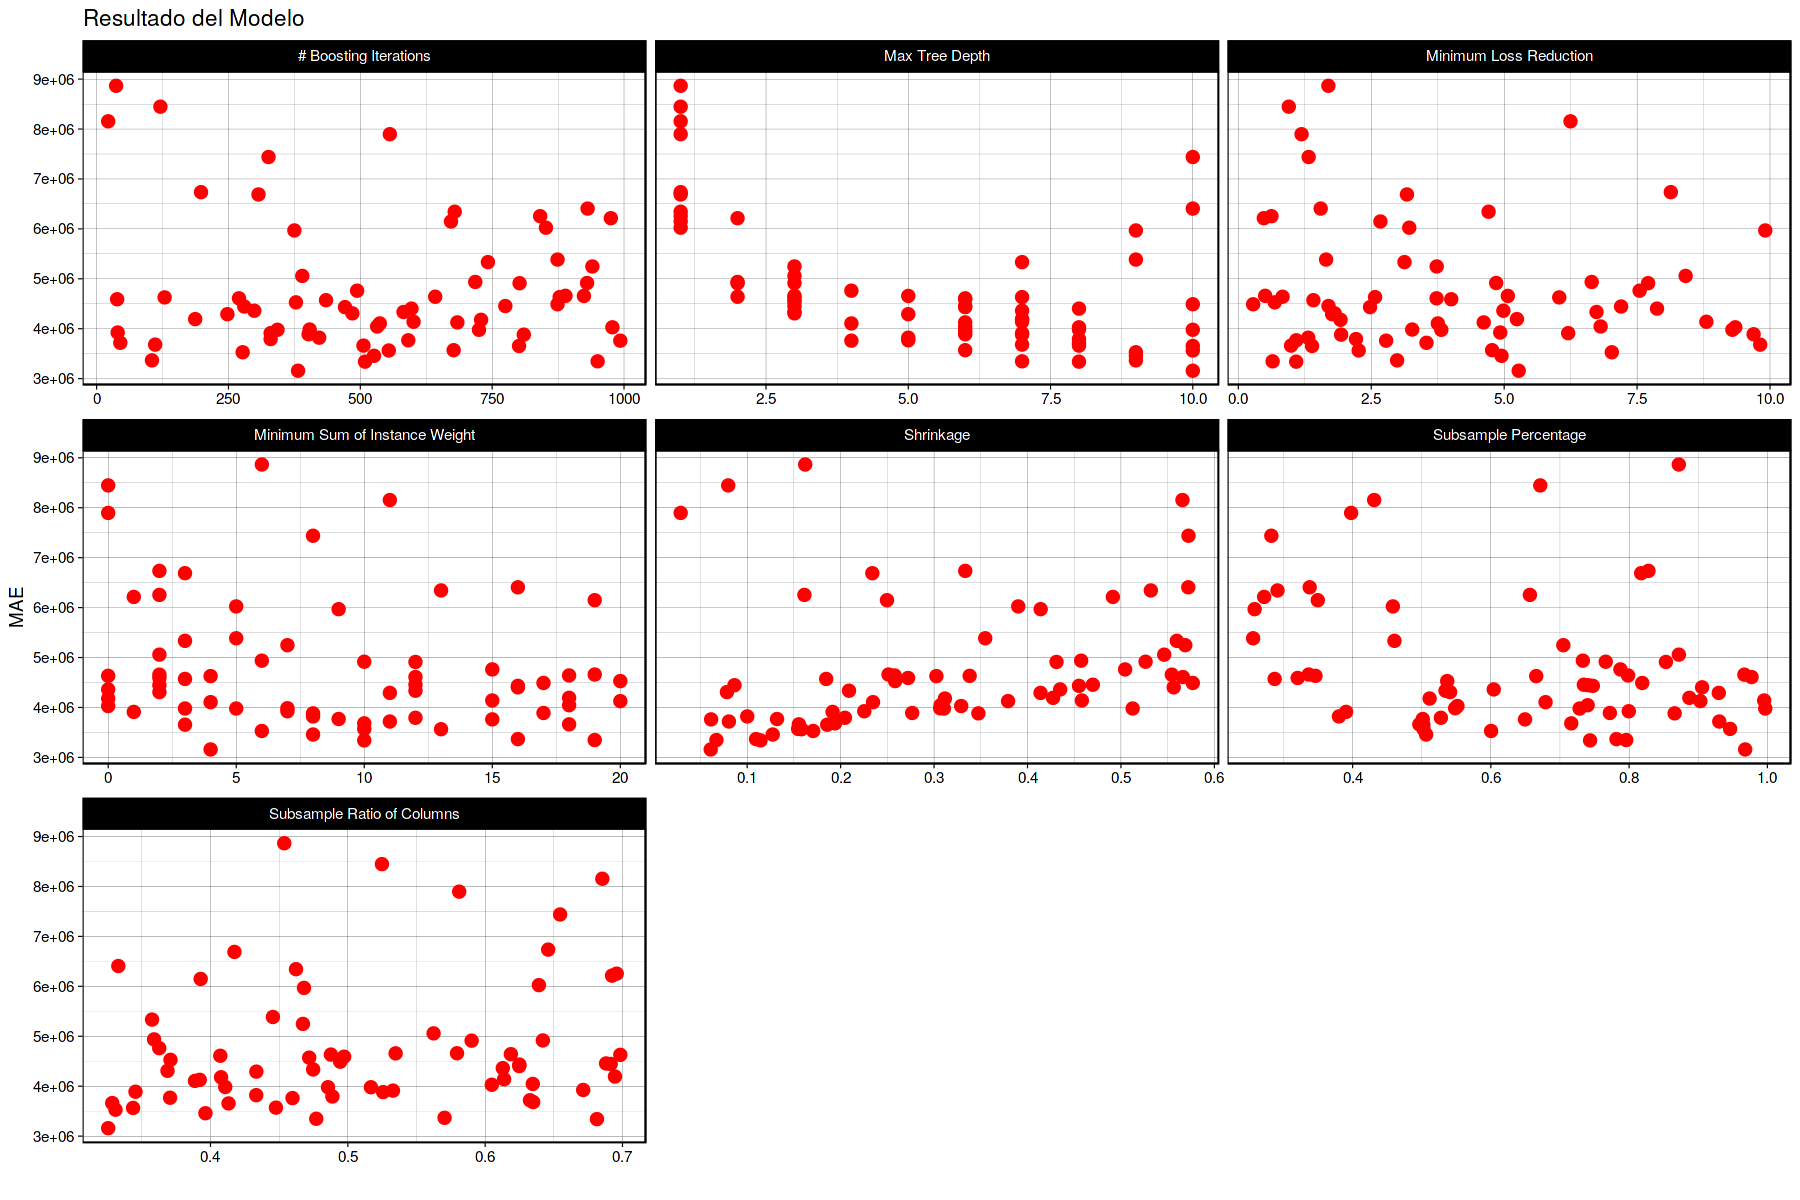 Resultado del Modelo
# Boosting Iterations
Max Tree Depth
Minimum Loss Reduction
9e+06
8e+06
7e+06
6e+06
5e+06
4e+06
3e+06
0 250 500 750 1000
2.5 5.0 7.5 10.0
0.0 2.5 5.0 7.5 10.0
Minimum Sum of Instance Weight
Shrinkage
Subsample Percentage
9e+06
8e+06
7e+06
6e+06
5e+06
4e+06
3e+06
MAE
0 5 10 15 20
0.1 0.2 0.3 0.4 0.5 0.6
0.4 0.6 0.8 1.0
Subsample Ratio of Columns
9e+06
8e+06
7e+06
6e+06
5e+06
4e+06
3e+06
0.4 0.5 0.6 0.7